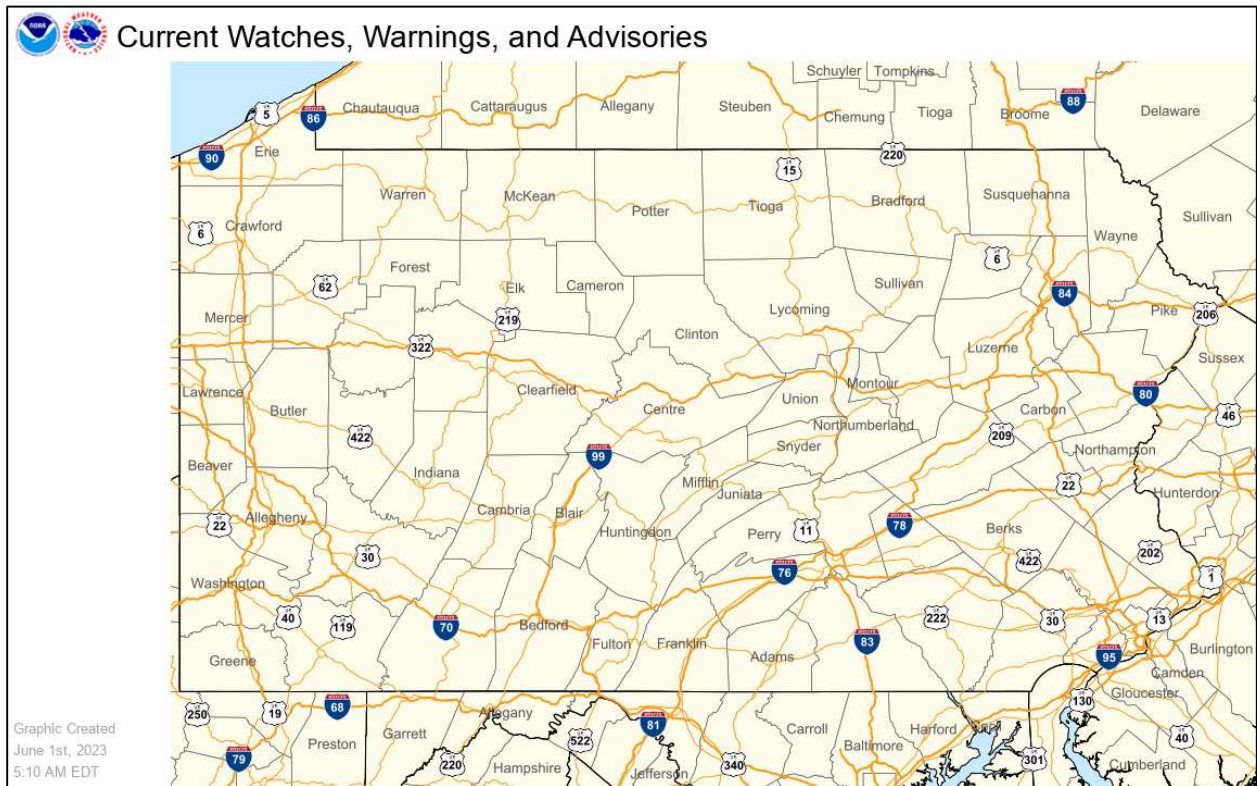 Current Watches, Warnings, and Advisories
Schuyler Tompkins
Chautauqua Cattaraugus Allegany Steuben Chemung Tioga Broome 88 Delaware
5
86
90 Erie
220
15
Warren McKean Potter Tioga Bradford Susquehanna
Sullivan
6 Crawford
Wayne
6
Forest
62 Elk Cameron
Sullivan
84
Mercer 219
Lycoming
Pike 206
Clinton
322
Luzerne
Sussex
Lawrence
Clearfield
Montour
80
Butler
Centre
Union
Carbon
46
422
Northumberland
209
Snyder
Northampton
99
Beaver
Indiana
Mifflin
22
Juniata
Hunterdon
Cambria
Blair
22 Allegheny
Huntingdon
Perry 11
78
Berks
30
202
422
76
1
Washington
40
119
70
Bedford
222
30
13
Fulton Franklin
83
Burlington
Greene
Adams
95
Camden
Gloucester
130
250 19 68
Allegany
81
Garrett
522
Carroll
Harford
Cecil
40
Graphic Created
June 1st, 2023
5:10 AM EDT
79
Preston
220
Hampshire
Jefferson
340
Baltimore
301
Cumberland